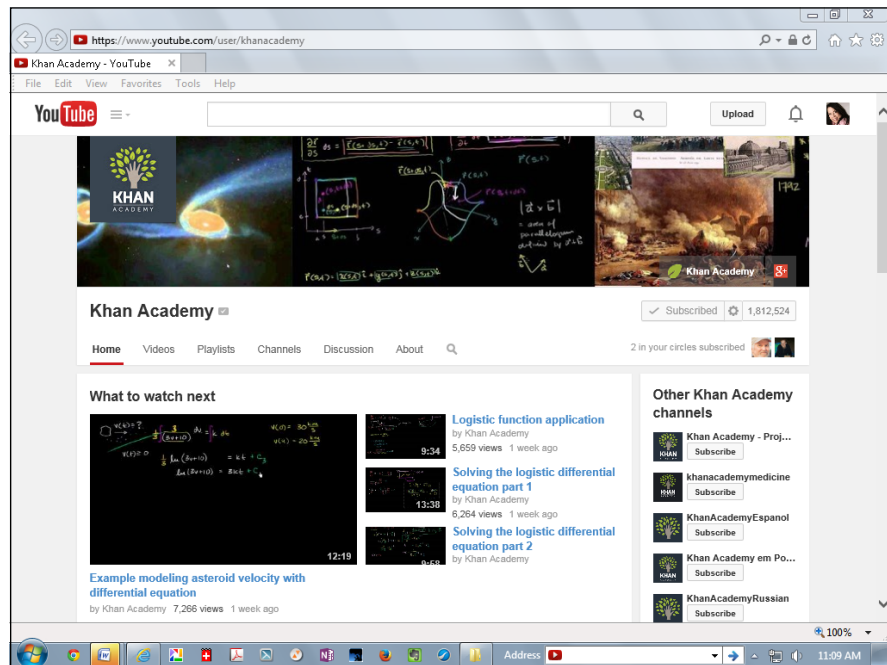 https://www.youtube.com/user/khanacademy
Khan Academy - YouTube
File Edit View Favorites Tools Help
YouTube
Upload
KHAN
ACADEMY
1792
Khan Academy
g+
Khan Academy
Subscribed 1,812,524
Home Videos Playlists Channels Discussion About
2 in your circles subscribed
What to watch next
12:19
Example modeling asteroid velocity with
differential equation
by Khan Academy 7,266 views 1 week ago
9:34
Logistic function application
by Khan Academy
5,659 views 1 week ago
13:38
Solving the logistic differential
equation part 1
by Khan Academy
6,264 views 1 week ago
9:58
Solving the logistic differential
equation part 2
by Khan Academy
Other Khan Academy
channels
Khan Academy - Proj...
Subscribe
khanacademymedicine
Subscribe
KhanAcademyEspanol
Subscribe
Khan Academy em Po...
Subscribe
KhanAcademyRussian
Subscribe
100%
Address
11:09 AM